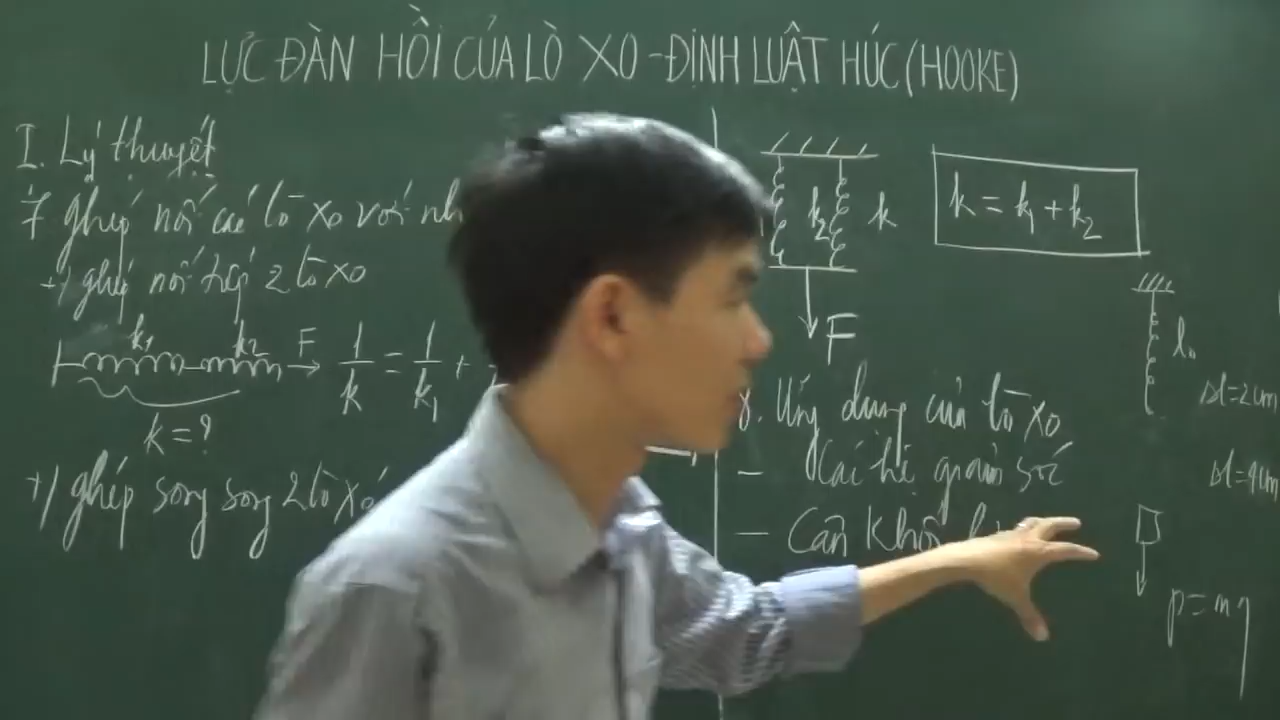 LỰC ĐÀN HỒI CỦA LÒ XO - ĐỊNH LUẬT HÚC (HOOKE)
I. Lý thuyết
7 ghép nối các lò xo với nh
+/ ghép nối tiếp 2 lò xo
k1 k2 F
1/k = 1/k1 +
k = ?
+/ ghép song song 2 lò xo
k2 k
F
k = k1 + k2
8. Ứng dụng của lò xo
- Cái hệ giảm sóc
- Cân khối
l0
Δl = 2cm
Δl = 4cm
p = mg